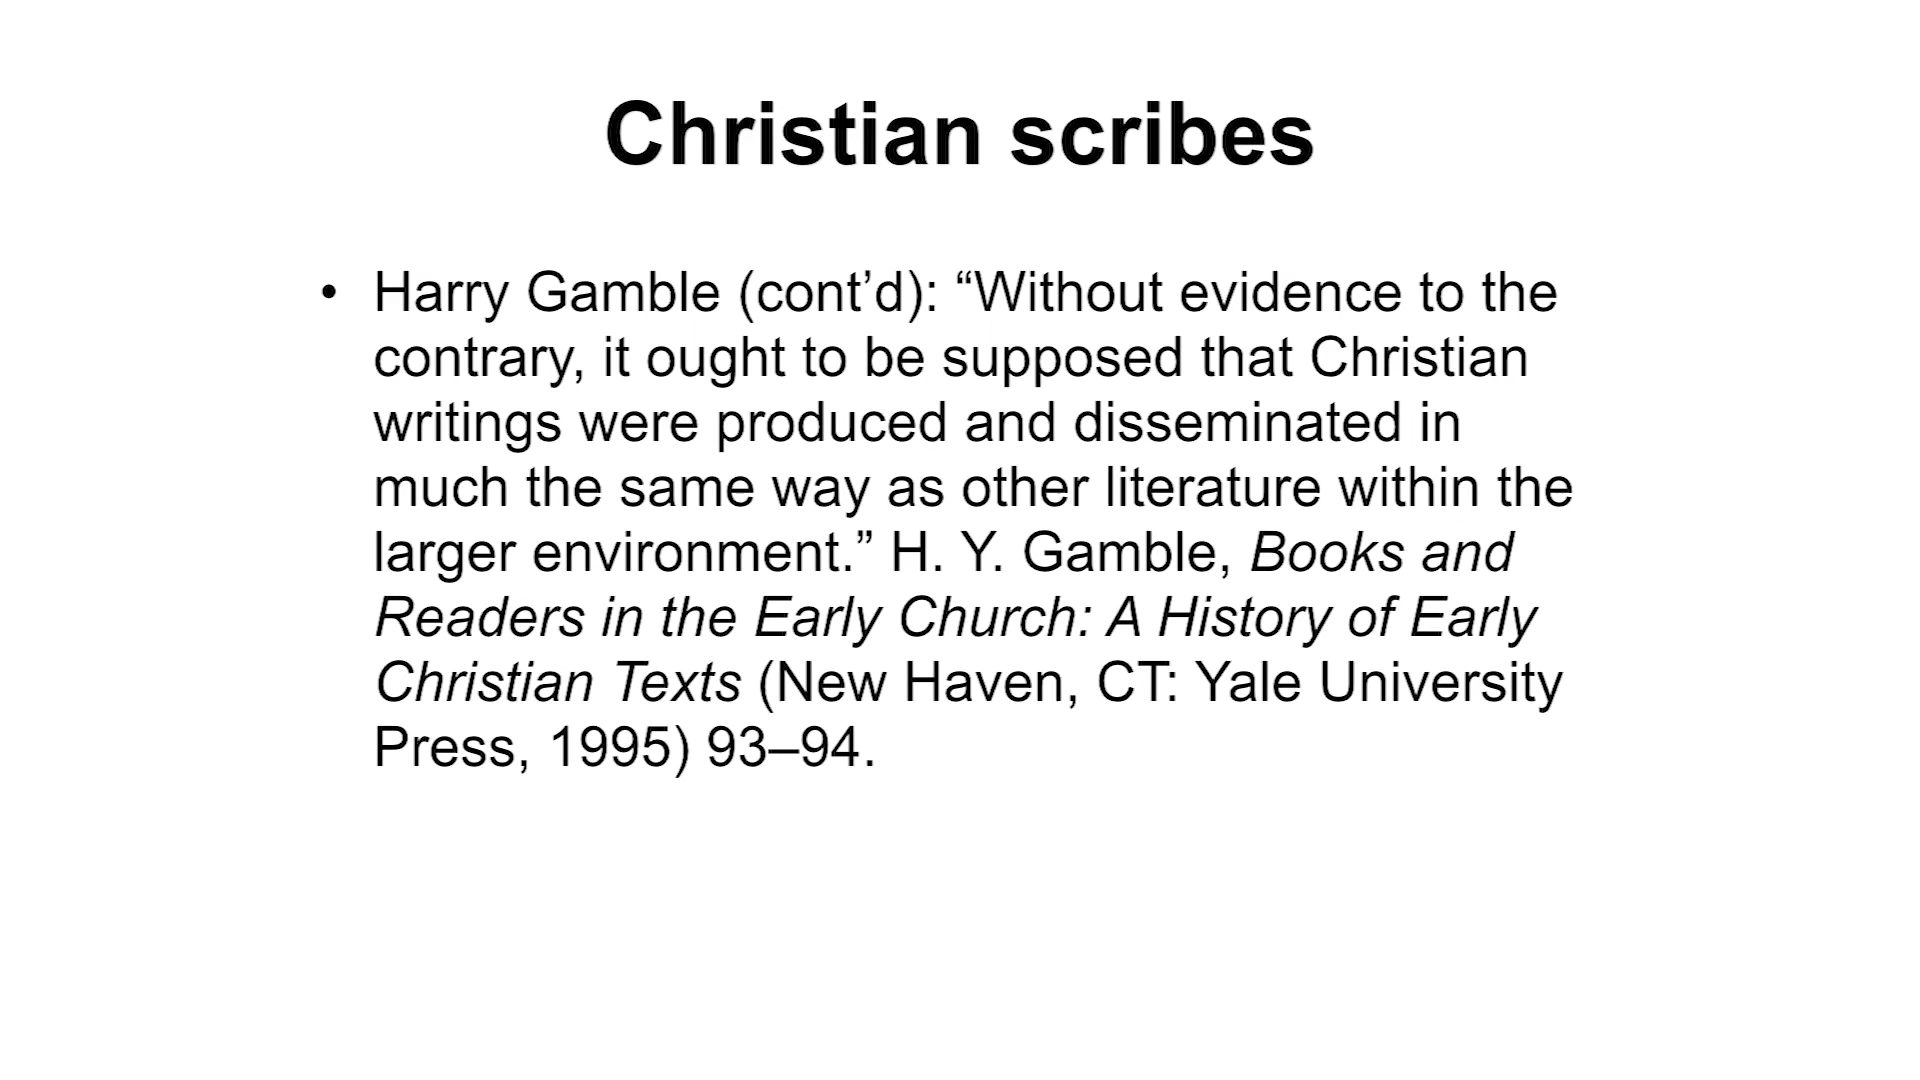 Christian scribes
• Harry Gamble (cont’d): “Without evidence to the
contrary, it ought to be supposed that Christian
writings were produced and disseminated in
much the same way as other literature within the
larger environment.” H. Y. Gamble, Books and
Readers in the Early Church: A History of Early
Christian Texts (New Haven, CT: Yale University
Press, 1995) 93–94.